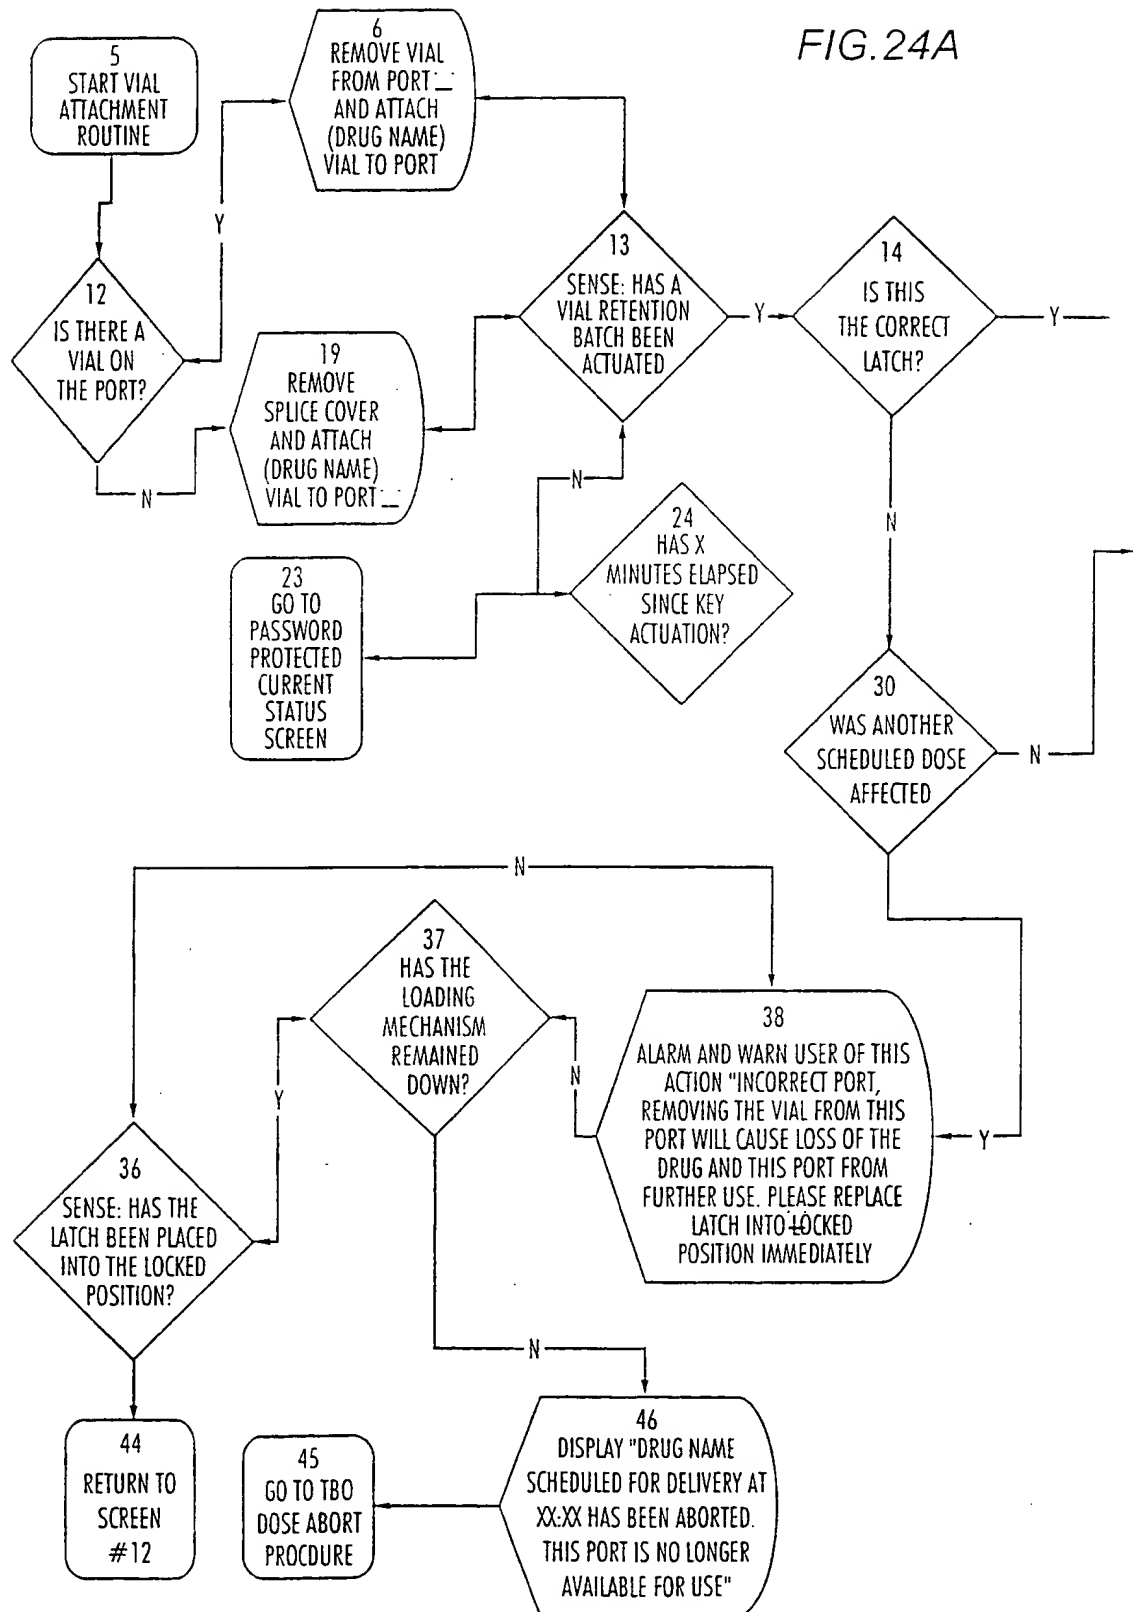 FIG.24A
5
START VIAL
ATTACHMENT
ROUTINE
6
REMOVE VIAL
FROM PORT __
AND ATTACH
(DRUG NAME)
VIAL TO PORT
Y
12
IS THERE A
VIAL ON
THE PORT?
N
19
REMOVE
SPLICE COVER
AND ATTACH
(DRUG NAME)
VIAL TO PORT __
13
SENSE: HAS A
VIAL RETENTION
BATCH BEEN
ACTUATED
Y
14
IS THIS
THE CORRECT
LATCH?
Y
N
N
24
HAS X
MINUTES ELAPSED
SINCE KEY
ACTUATION?
23
GO TO
PASSWORD
PROTECTED
CURRENT
STATUS
SCREEN
30
WAS ANOTHER
SCHEDULED DOSE
AFFECTED
N
Y
N
37
HAS THE
LOADING
MECHANISM
REMAINED
DOWN?
N
Y
38
ALARM AND WARN USER OF THIS
ACTION "INCORRECT PORT,
REMOVING THE VIAL FROM THIS
PORT WILL CAUSE LOSS OF THE
DRUG AND THIS PORT FROM
FURTHER USE. PLEASE REPLACE
LATCH INTO LOCKED
POSITION IMMEDIATELY
36
SENSE: HAS THE
LATCH BEEN PLACED
INTO THE LOCKED
POSITION?
N
44
RETURN TO
SCREEN
#12
45
GO TO TBO
DOSE ABORT
PROCDURE
46
DISPLAY "DRUG NAME
SCHEDULED FOR DELIVERY AT
XX:XX HAS BEEN ABORTED.
THIS PORT IS NO LONGER
AVAILABLE FOR USE"